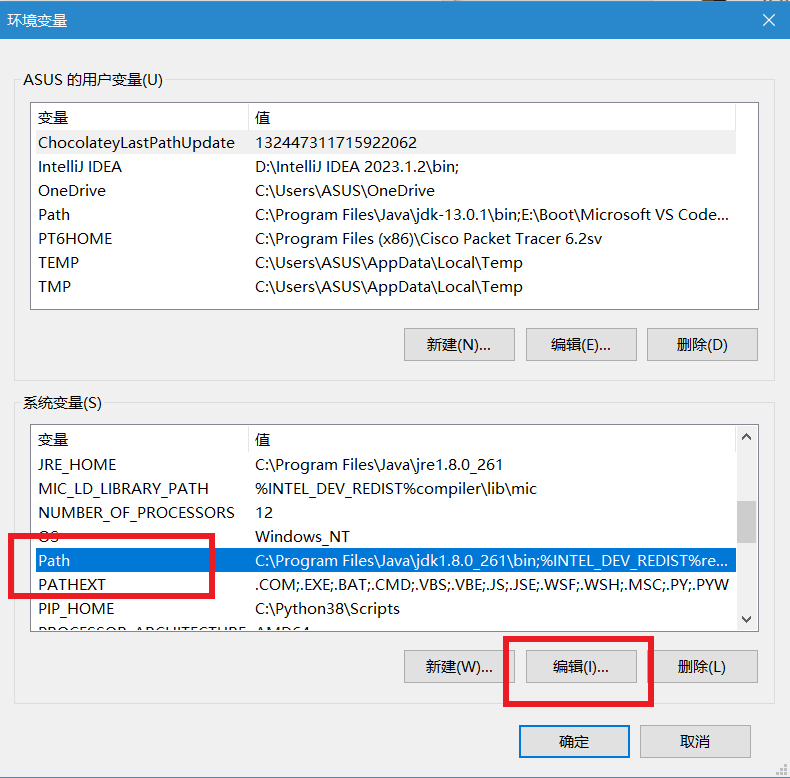 环境变量
ASUS 的用户变量(U)
变量 值
ChocolateyLastPathUpdate 132447311715922062
IntelliJ IDEA D:\IntelliJ IDEA 2023.1.2\bin;
OneDrive C:\Users\ASUS\OneDrive
Path C:\Program Files\Java\jdk-13.0.1\bin;E:\Boot\Microsoft VS Code...
PT6HOME C:\Program Files (x86)\Cisco Packet Tracer 6.2sv
TEMP C:\Users\ASUS\AppData\Local\Temp
TMP C:\Users\ASUS\AppData\Local\Temp
新建(N)... 编辑(E)... 删除(D)
系统变量(S)
变量 值
JRE_HOME C:\Program Files\Java\jre1.8.0_261
MIC_LD_LIBRARY_PATH %INTEL_DEV_REDIST%compiler\lib\mic
NUMBER_OF_PROCESSORS 12
OS Windows_NT
Path C:\Program Files\Java\jdk1.8.0_261\bin;%INTEL_DEV_REDIST%re...
PATHEXT .COM;.EXE;.BAT;.CMD;.VBS;.VBE;.JS;.JSE;.WSF;.WSH;.MSC;.PY;.PYW
PIP_HOME C:\Python38\Scripts
PROCESSOR_ARCHITECTURE AMD64
新建(W)... 编辑(I)... 删除(L)
确定 取消